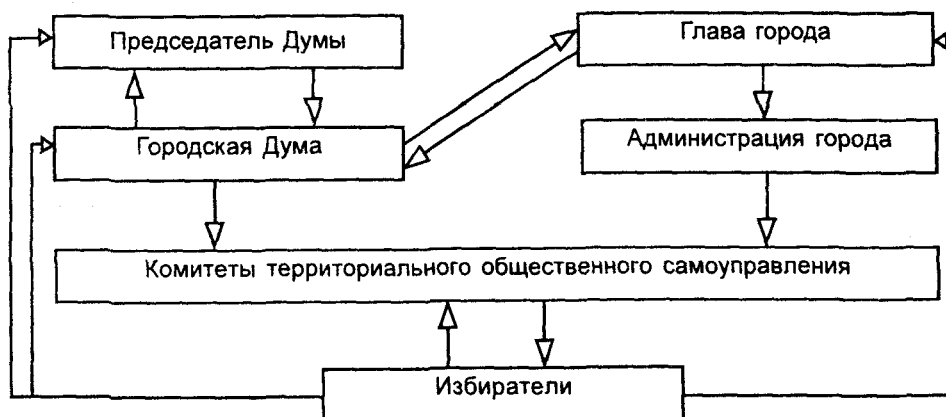 Председатель Думы
Глава города
Городская Дума
Администрация города
Комитеты территориального общественного самоуправления
Избиратели